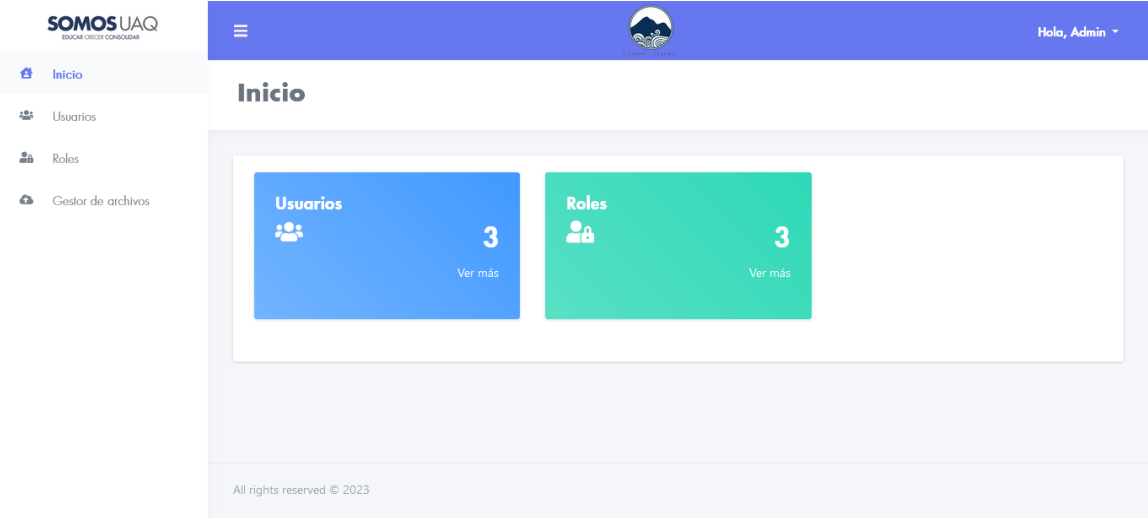 SOMOS UAQ
EDUCAR CRECER CONSOLIDAR
Hola, Admin
Inicio
Usuarios
Roles
Gestor de archivos
Inicio
Usuarios
3
Ver más
Roles
3
Ver más
All rights reserved © 2023